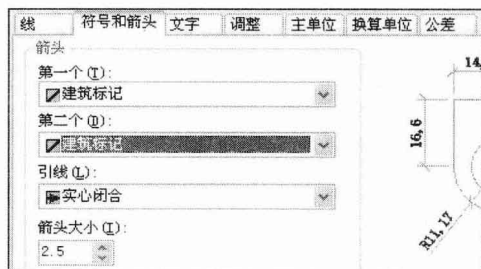 线 符号和箭头 文字 调整 主单位 换算单位 公差
箭头
第一个(T):
建筑标记
第二个(D):
建筑标记
引线(L):
实心闭合
箭头大小(I):
2.5
14,
16,6
R11,17